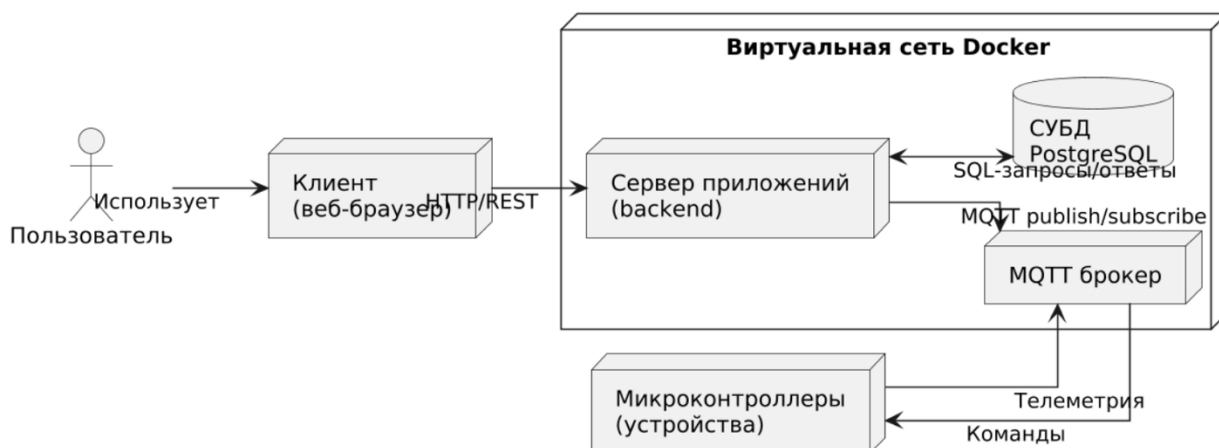 Виртуальная сеть Docker
СУБД
PostgreSQL
SQL-запросы/ответы
Пользователь
Использует
Клиент
(веб-браузер)
HTTP/REST
Сервер приложений
(backend)
MQTT publish/subscribe
MQTT брокер
Микроконтроллеры
(устройства)
Телеметрия
Команды